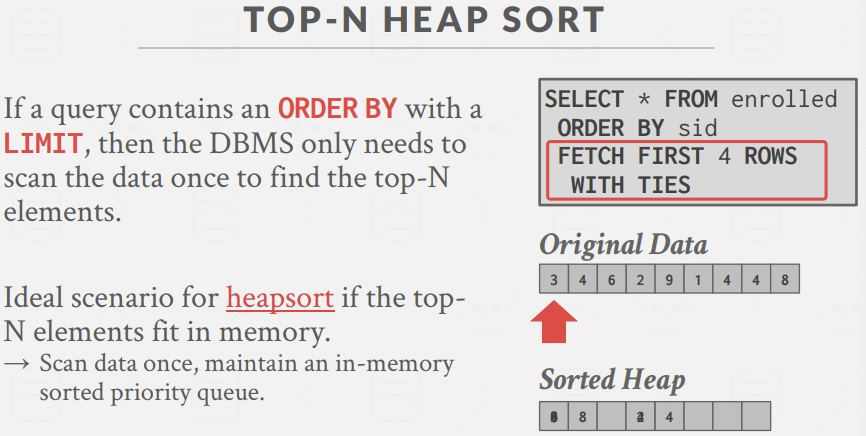 TOP-N HEAP SORT
If a query contains an ORDER BY with a
LIMIT, then the DBMS only needs to
scan the data once to find the top-N
elements.
Ideal scenario for heapsort if the top-
N elements fit in memory.
→ Scan data once, maintain an in-memory
sorted priority queue.
SELECT * FROM enrolled
ORDER BY sid
FETCH FIRST 4 ROWS
WITH TIES
Original Data
3 4 6 2 9 1 4 4 8
Sorted Heap
8 4